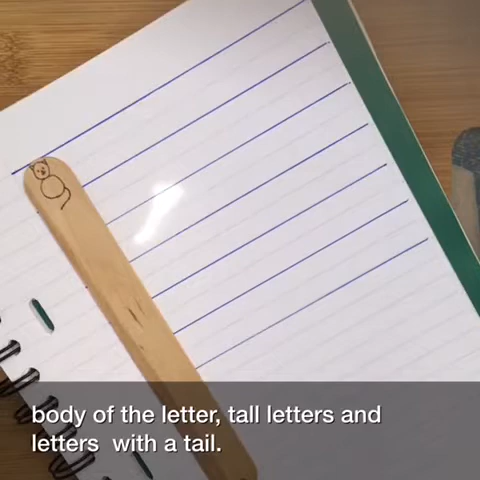 body of the letter, tall letters and
letters with a tail.